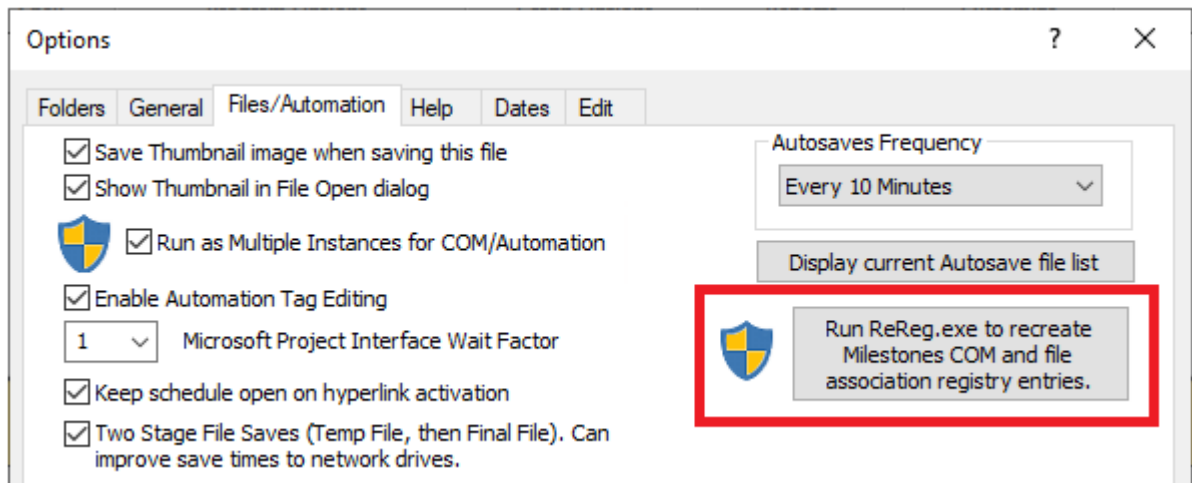 Options
?
Folders General Files/Automation Help Dates Edit
Save Thumbnail image when saving this file
Show Thumbnail in File Open dialog
Run as Multiple Instances for COM/Automation
Enable Automation Tag Editing
1 Microsoft Project Interface Wait Factor
Keep schedule open on hyperlink activation
Two Stage File Saves (Temp File, then Final File). Can
improve save times to network drives.
Autosaves Frequency
Every 10 Minutes
Display current Autosave file list
Run ReReg.exe to recreate
Milestones COM and file
association registry entries.